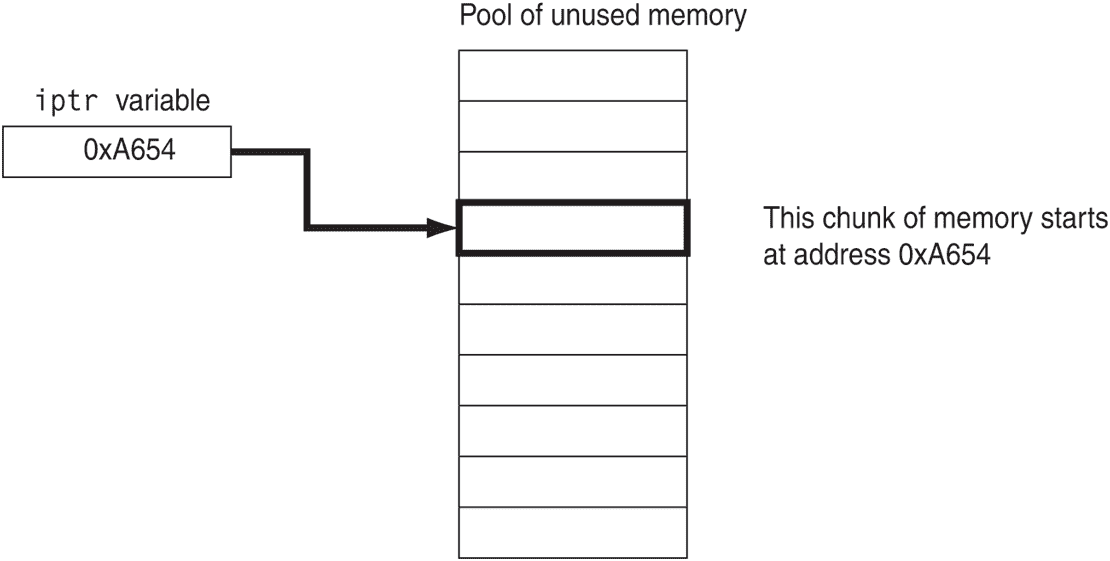 Pool of unused memory
iptr variable
0xA654
This chunk of memory starts
at address 0xA654